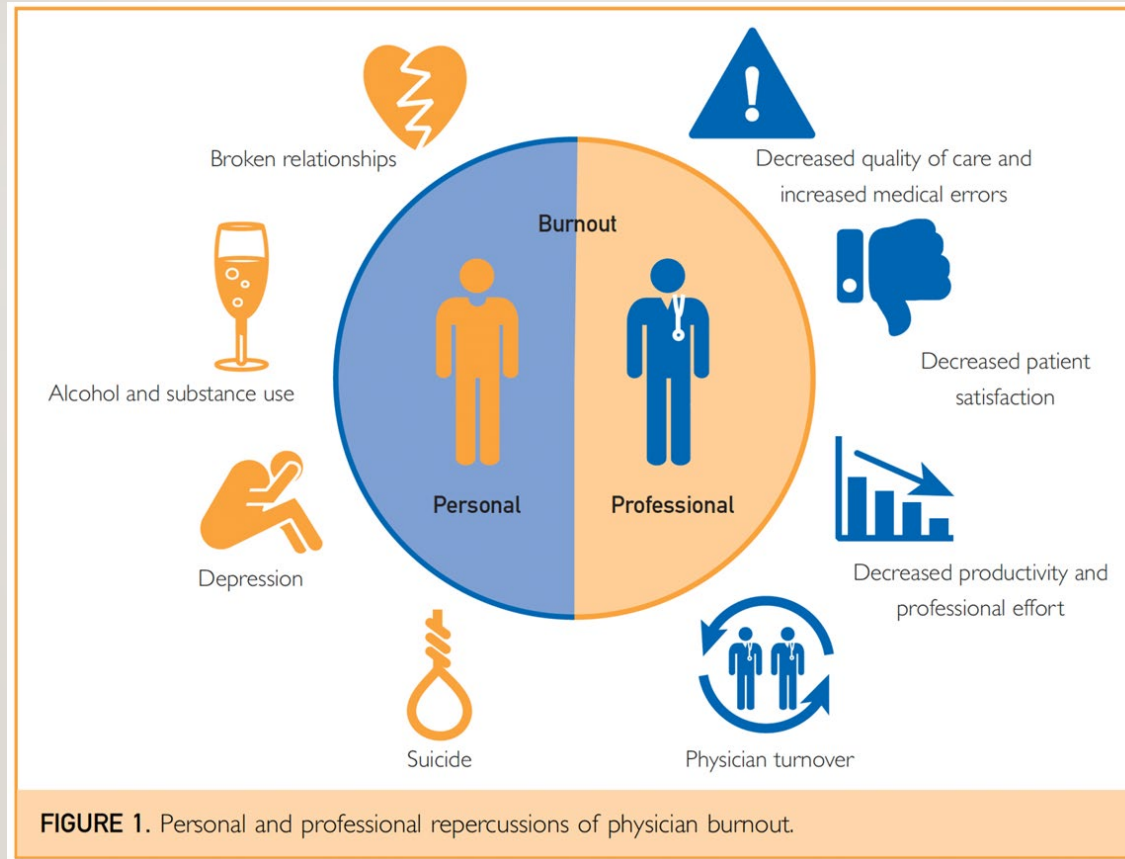 Broken relationships
Alcohol and substance use
Depression
Suicide
Burnout
Personal
Professional
Decreased quality of care and
increased medical errors
Decreased patient
satisfaction
Decreased productivity and
professional effort
Physician turnover
FIGURE 1. Personal and professional repercussions of physician burnout.